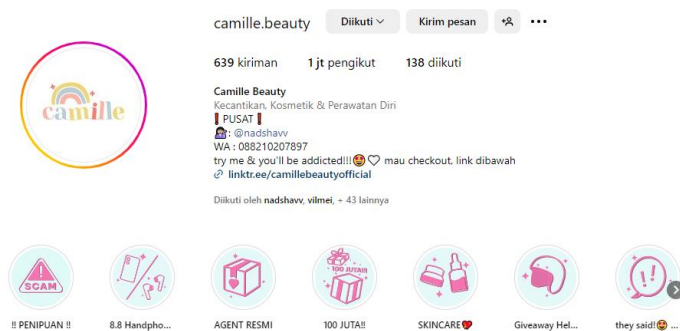 camille.beauty Diikuti Kirim pesan
639 kiriman 1 jt pengikut 138 diikuti
camille
Camille Beauty
Kecantikan, Kosmetik & Perawatan Diri
❗PUSAT❗
🙋🏻‍♀️: @nadshavv
WA : 088210207897
try me & you'll be addicted!!!🤩♡ mau checkout, link dibawah
linktr.ee/camillebeautyofficial
Diikuti oleh nadshavv, vilmei, + 43 lainnya
SCAM
100 JUTA!!!
!! PENIPUAN !!
8.8 Handpho...
AGENT RESMI
100 JUTA!!
SKINCARE💖
Giveaway Hel...
they said!🤩 ...